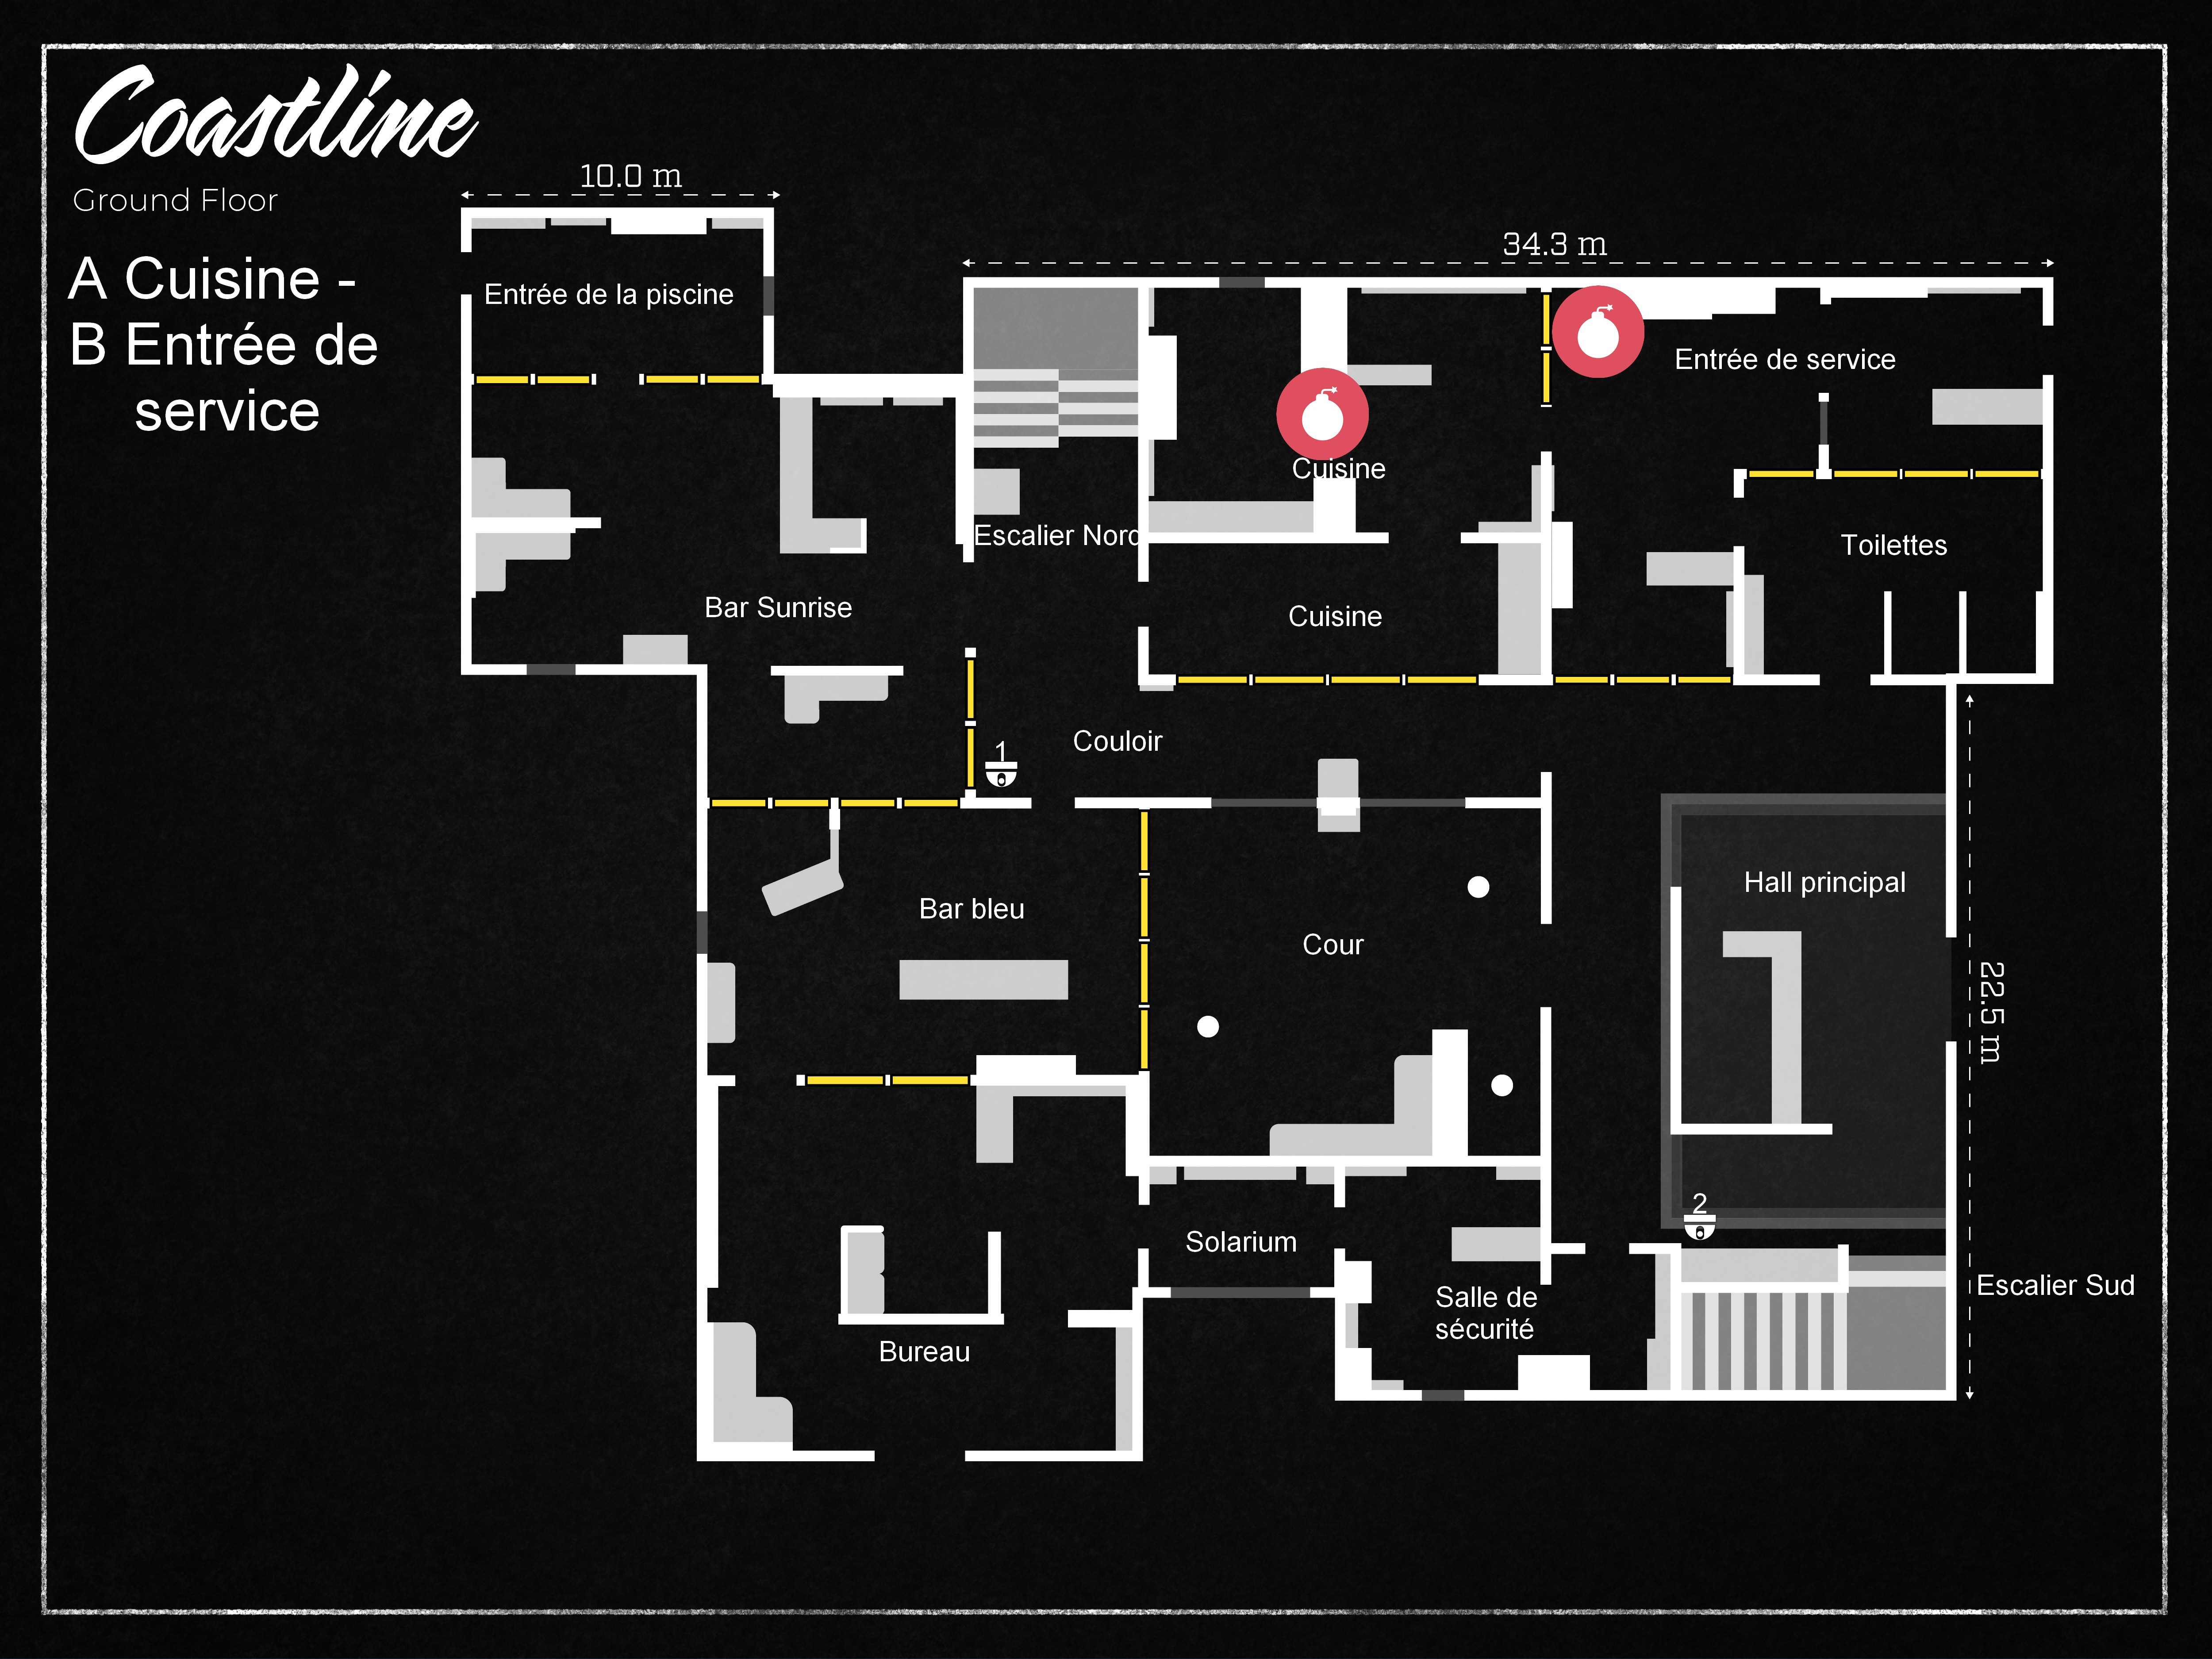 Coastline
Ground Floor
A Cuisine -
B Entrée de
service
10.0 m
34.3 m
Entrée de la piscine
Entrée de service
Cuisine
Escalier Nord
Toilettes
Bar Sunrise
Cuisine
Couloir
1
Hall principal
Bar bleu
Cour
22.5 m
2
Solarium
Escalier Sud
Salle de
sécurité
Bureau